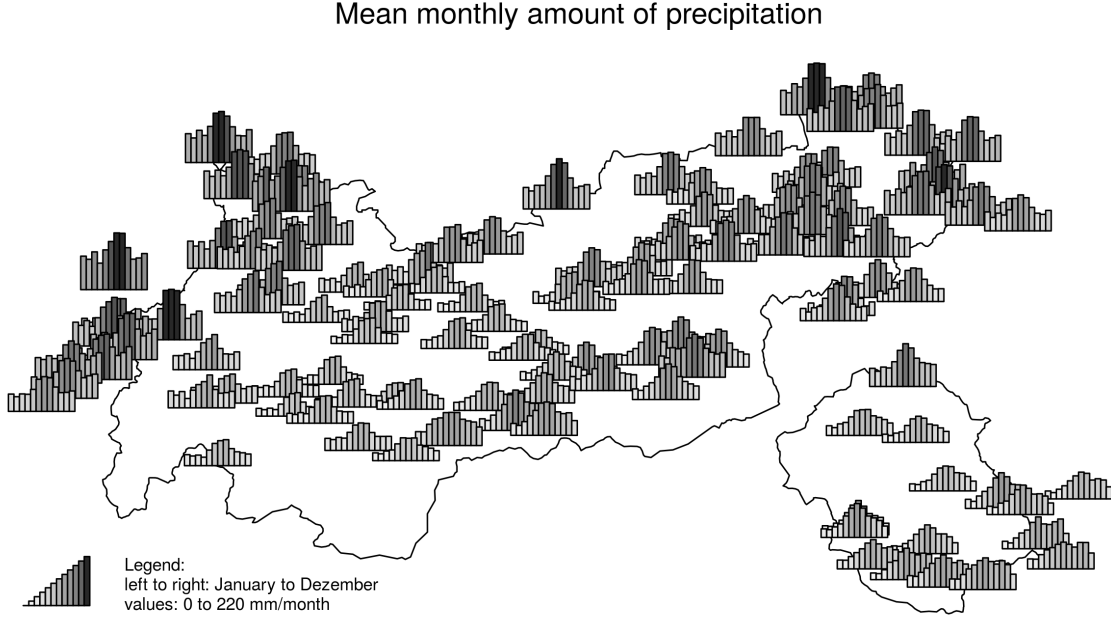 Mean monthly amount of precipitation
Legend:
left to right: January to Dezember
values: 0 to 220 mm/month